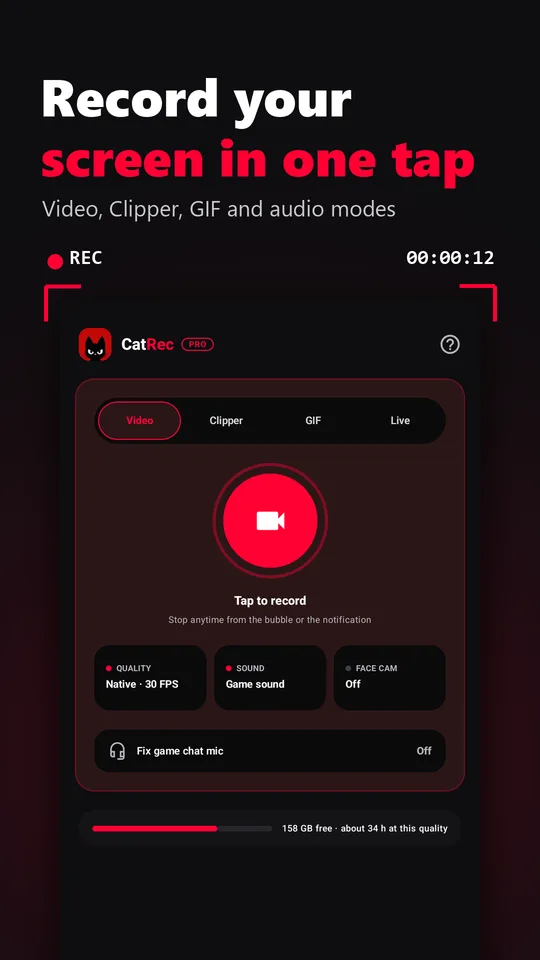 Record your
screen in one tap
Video, Clipper, GIF and audio modes
REC 00:00:12
CatRec PRO
Video Clipper GIF Live
Tap to record
Stop anytime from the bubble or the notification
QUALITY SOUND FACE CAM
Native · 30 FPS Game sound Off
Fix game chat mic Off
158 GB free · about 34 h at this quality